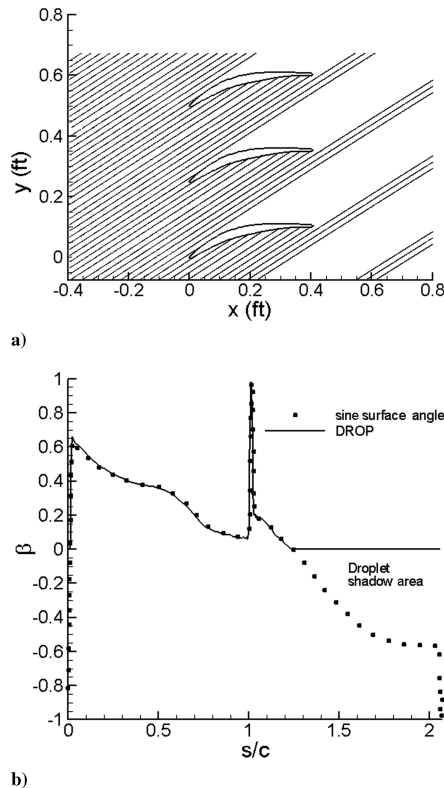 0.8
0.6
0.4
0.2
0
y (ft)
-0.4 -0.2 0 0.2 0.4 0.6 0.8
x (ft)
a)
1
0.8
0.6
0.4
0.2
0
-0.2
-0.4
-0.6
-0.8
-1
β
sine surface angle
DROP
Droplet
shadow area
0 0.5 1 1.5 2
s/c
b)